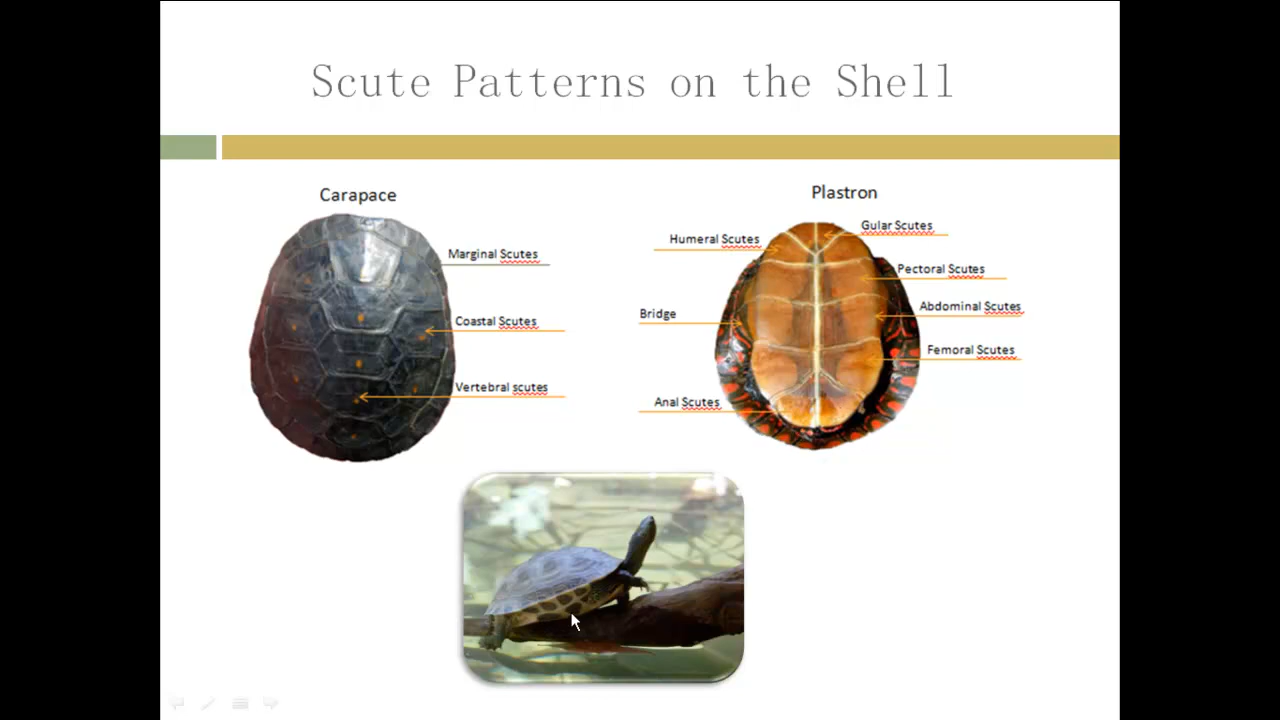 Scute Patterns on the Shell
Carapace
Marginal Scutes
Coastal Scutes
Vertebral scutes
Plastron
Gular Scutes
Humeral Scutes
Pectoral Scutes
Abdominal Scutes
Bridge
Femoral Scutes
Anal Scutes